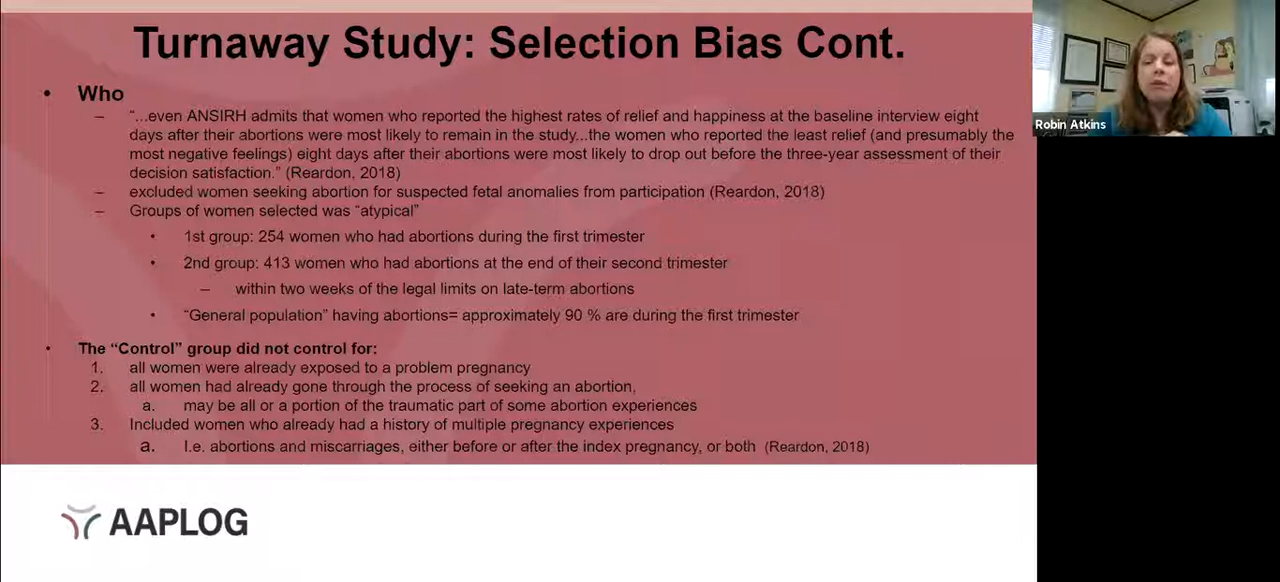 Turnaway Study: Selection Bias Cont.
• Who
– “...even ANSIRH admits that women who reported the highest rates of relief and happiness at the baseline interview eight
days after their abortions were most likely to remain in the study...the women who reported the least relief (and presumably the
most negative feelings) eight days after their abortions were most likely to drop out before the three-year assessment of their
decision satisfaction.” (Reardon, 2018)
– excluded women seeking abortion for suspected fetal anomalies from participation (Reardon, 2018)
– Groups of women selected was “atypical”
• 1st group: 254 women who had abortions during the first trimester
• 2nd group: 413 women who had abortions at the end of their second trimester
– within two weeks of the legal limits on late-term abortions
• “General population” having abortions= approximately 90 % are during the first trimester
• The “Control” group did not control for:
1. all women were already exposed to a problem pregnancy
2. all women had already gone through the process of seeking an abortion,
a. may be all or a portion of the traumatic part of some abortion experiences
3. Included women who already had a history of multiple pregnancy experiences
a. I.e. abortions and miscarriages, either before or after the index pregnancy, or both (Reardon, 2018)
AAPLOG
Robin Atkins